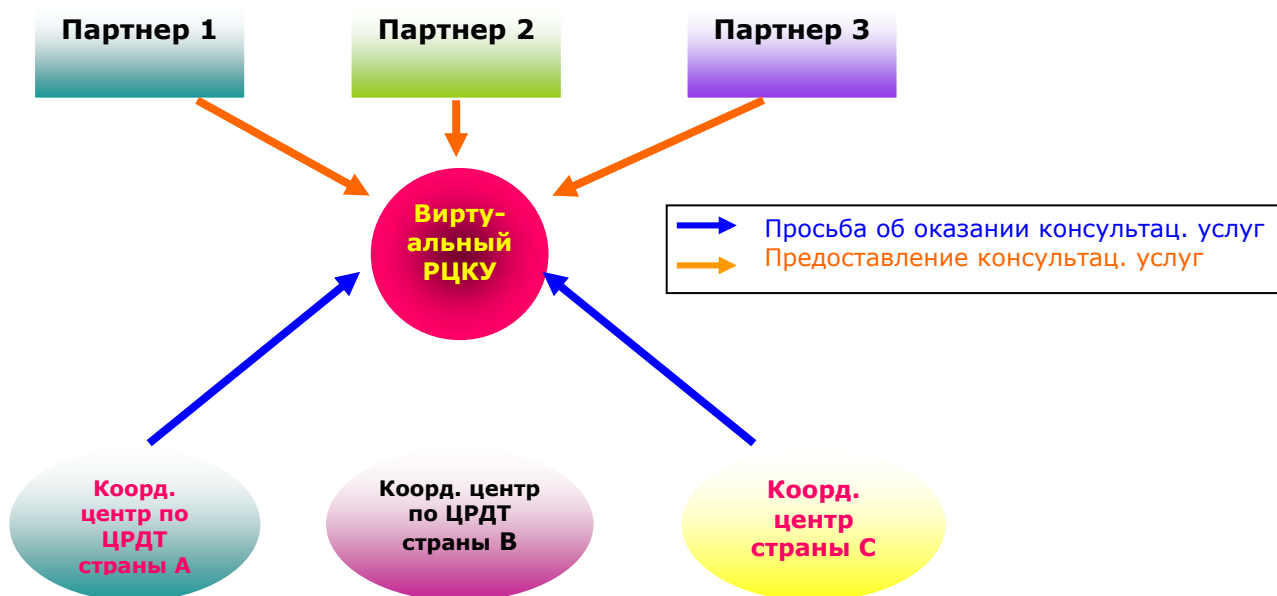 Партнер 1
Партнер 2
Партнер 3
Вирту-
альный
РЦКУ
Просьба об оказании консультац. услуг
Предоставление консультац. услуг
Коорд.
центр по
ЦРДТ
страны А
Коорд. центр
по ЦРДТ
страны В
Коорд.
центр
страны С